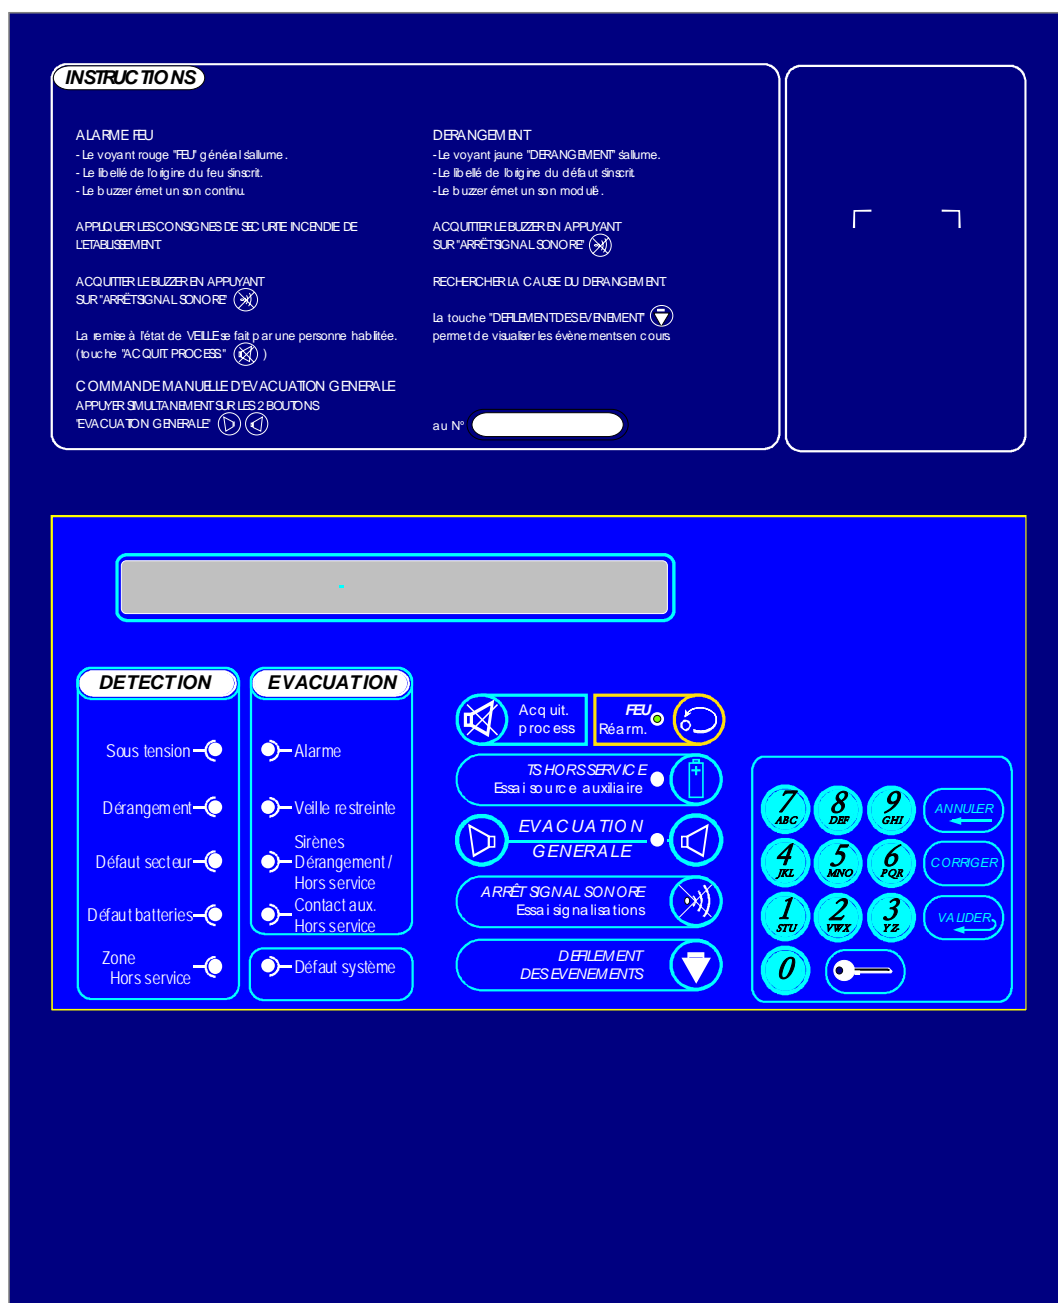 INSTRUCTIONS
ALARME FEU
- Le voyant rouge "FEU" général s'allume.
- Le libellé de l'origine du feu s'inscrit.
- Le buzzer émet un son continu.
APPLIQUER LES CONSIGNES DE SECURITE INCENDIE DE
L'ETABLISSEMENT.
ACQUITTER LE BUZZER EN APPUYANT
SUR "ARRÊT SIGNAL SONORE"
La remise à l'état de VEILLE se fait par une personne habilitée.
(touche "ACQUIT. PROCESS" )
COMMANDE MANUELLE D'EVACUATION GENERALE
APPUYER SIMULTANEMENT SUR LES 2 BOUTONS
"EVACUATION GENERALE"
DERANGEMENT
- Le voyant jaune "DERANGEMENT" s'allume.
- Le libellé de l'origine du défaut s'inscrit.
- Le buzzer émet un son modulé.
ACQUITTER LE BUZZER EN APPUYANT
SUR "ARRÊT SIGNAL SONORE"
RECHERCHER LA CAUSE DU DERANGEMENT.
La touche "DEFILEMENT DES EVENEMENT"
permet de visualiser les évènements en cours.
au N°
-
DETECTION
Sous tension
Dérangement
Défaut secteur
Défaut batteries
Zone
Hors service
EVACUATION
Alarme
Veille restreinte
Sirènes
Dérangement /
Hors service
Contact aux.
Hors service
Défaut système
Acquit.
process
FEU
Réarm.
TS HORS SERVICE
Essai source auxiliaire
EVACUATION
GENERALE
ARRÊT SIGNAL SONORE
Essai signalisations
DEFILEMENT
DES EVENEMENTS
7 8 9 ANNULER
ABC DEF GHI
4 5 6 CORRIGER
JKL MNO PQR
1 2 3 VALIDER
STU VWX YZ-
0